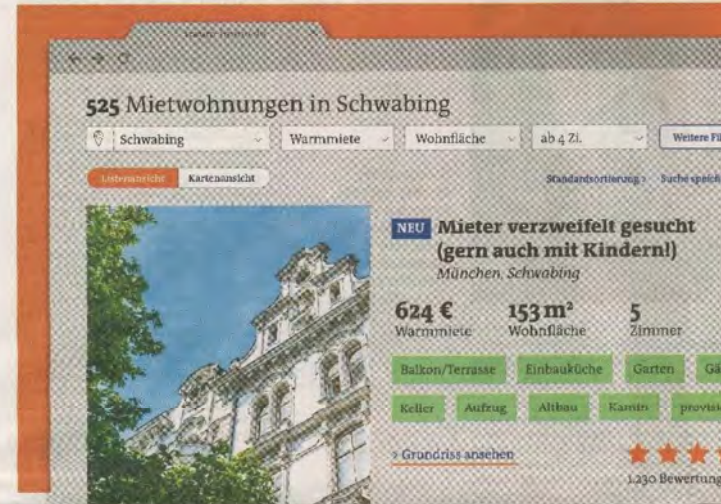 525 Mietwohnungen in Schwabing
Schwabing
Warmmiete
Wohnfläche
ab 4 Zi.
Weitere Fil
Listenansicht
Kartenansicht
Standardsortierung >
Suche speich
NEU Mieter verzweifelt gesucht
(gern auch mit Kindern!)
München, Schwabing
624 € 153 m² 5
Warmmiete Wohnfläche Zimmer
Balkon/Terrasse Einbauküche Garten Gä
Keller Aufzug Altbau Kamin provisi
> Grundriss ansehen
1.230 Bewertung